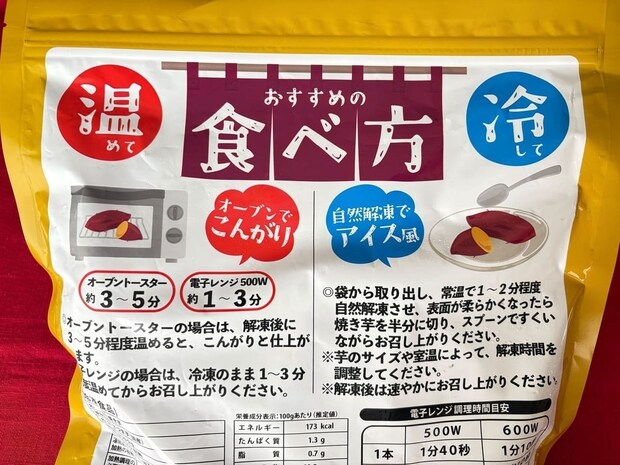 温めて
おすすめの
食べ方
冷して
オーブンで
こんがり
自然解凍で
アイス風
オーブントースター
約3〜5分
電子レンジ500W
約1〜3分
オーブントースターの場合は、解凍後に
3〜5分程度温めると、こんがりと仕上が
ます。
子レンジの場合は、冷凍のまま1〜3分
度温めてからお召し上がりください。
◎袋から取り出し、常温で1〜2分程度
自然解凍させ、表面が柔らかくなったら
焼き芋を半分に切り、スプーンですくい
ながらお召し上がりください。
※芋のサイズや室温によって、解凍時間を
調整してください。
※解凍後は速やかにお召し上がりください。
栄養成分表示:100gあたり(推定値)
エネルギー 173 kcal
たんぱく質 1.3 g
脂質 0.7 g
電子レンジ調理時間目安
500W 600W
1本 1分40秒 1分10